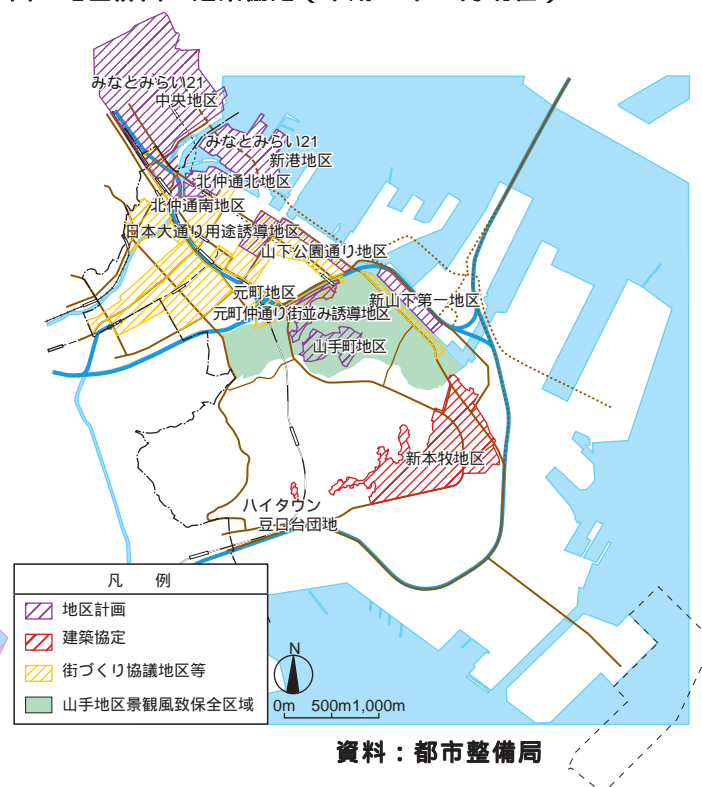 みなとみらい21
中央地区
みなとみらい21
新港地区
北仲通北地区
北仲通南地区
日本大通り用途誘導地区
山下公園通り地区
元町地区
新山下第一地区
元町仲通り街並み誘導地区
山手町地区
新本牧地区
ハイタウン
豆口台団地
凡 例
地区計画
建築協定
街づくり協議地区等
山手地区景観風致保全区域
N
0m 500m1,000m
資料：都市整備局